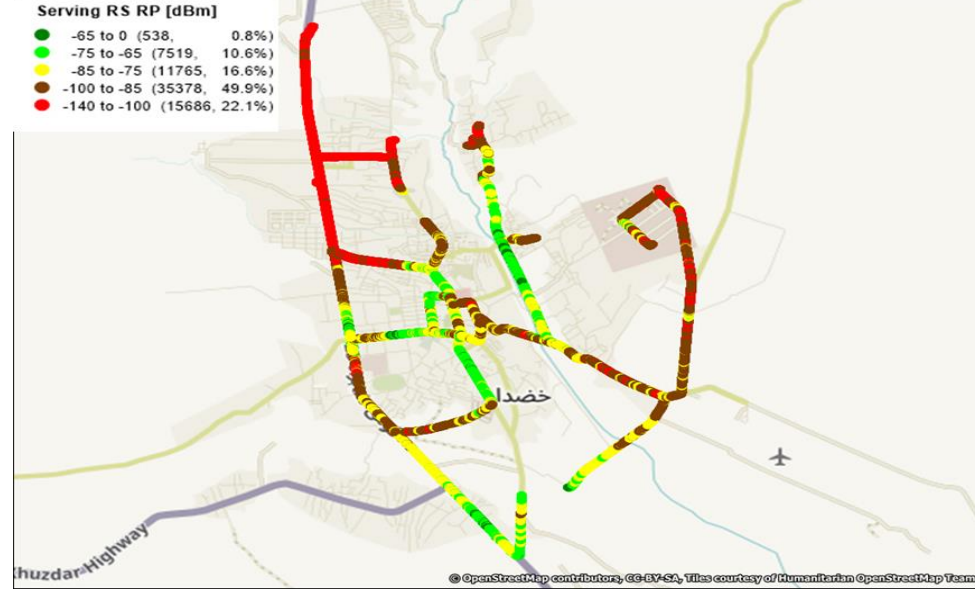 Serving RS RP [dBm]
-65 to 0 (538, 0.8%)
-75 to -65 (7519, 10.6%)
-85 to -75 (11765, 16.6%)
-100 to -85 (35378, 49.9%)
-140 to -100 (15686, 22.1%)
خضدا
huzdar-Highway
© OpenStreetMap contributors, CC-BY-SA, Tiles courtesy of Humanitarian OpenStreetMap Team